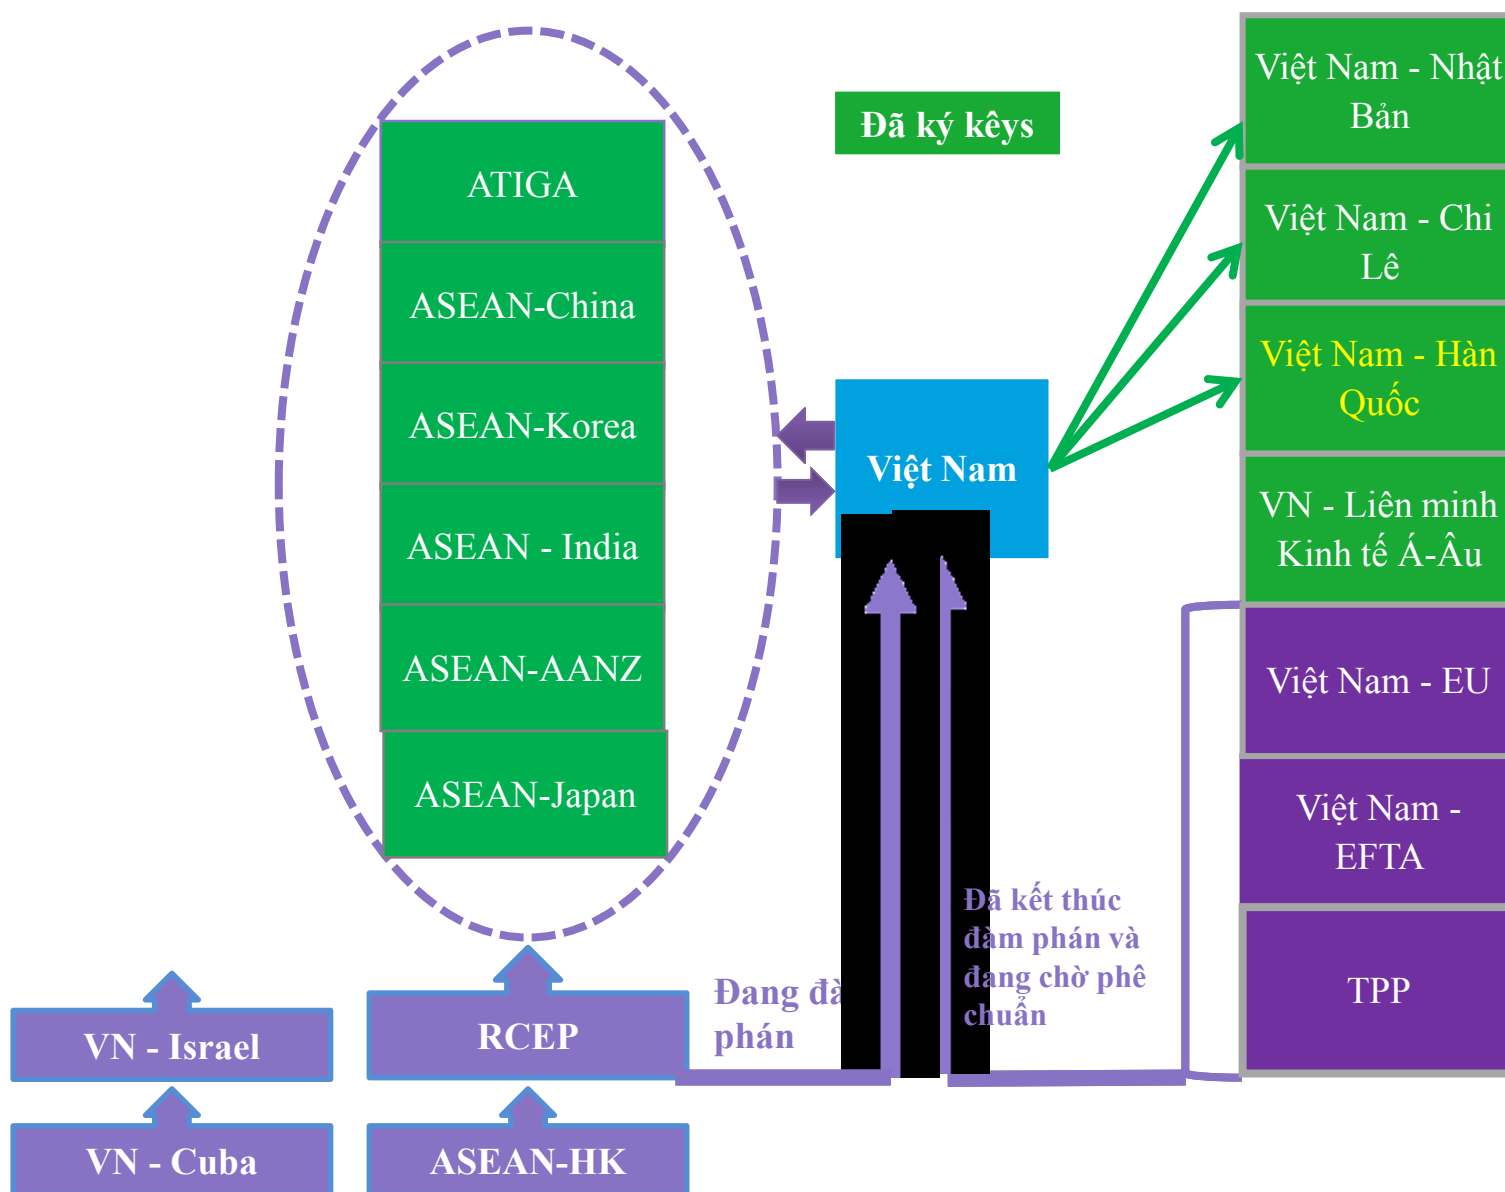 Đã ký kêys
ATIGA
ASEAN-China
ASEAN-Korea
ASEAN - India
ASEAN-AANZ
ASEAN-Japan
Việt Nam
Việt Nam - Nhật
Bản
Việt Nam - Chi
Lê
Việt Nam - Hàn
Quốc
VN - Liên minh
Kinh tế Á-Âu
Việt Nam - EU
Việt Nam -
EFTA
TPP
Đã kết thúc
đàm phán và
đang chờ phê
chuẩn
Đang
phán
VN - Israel
RCEP
VN - Cuba
ASEAN-HK